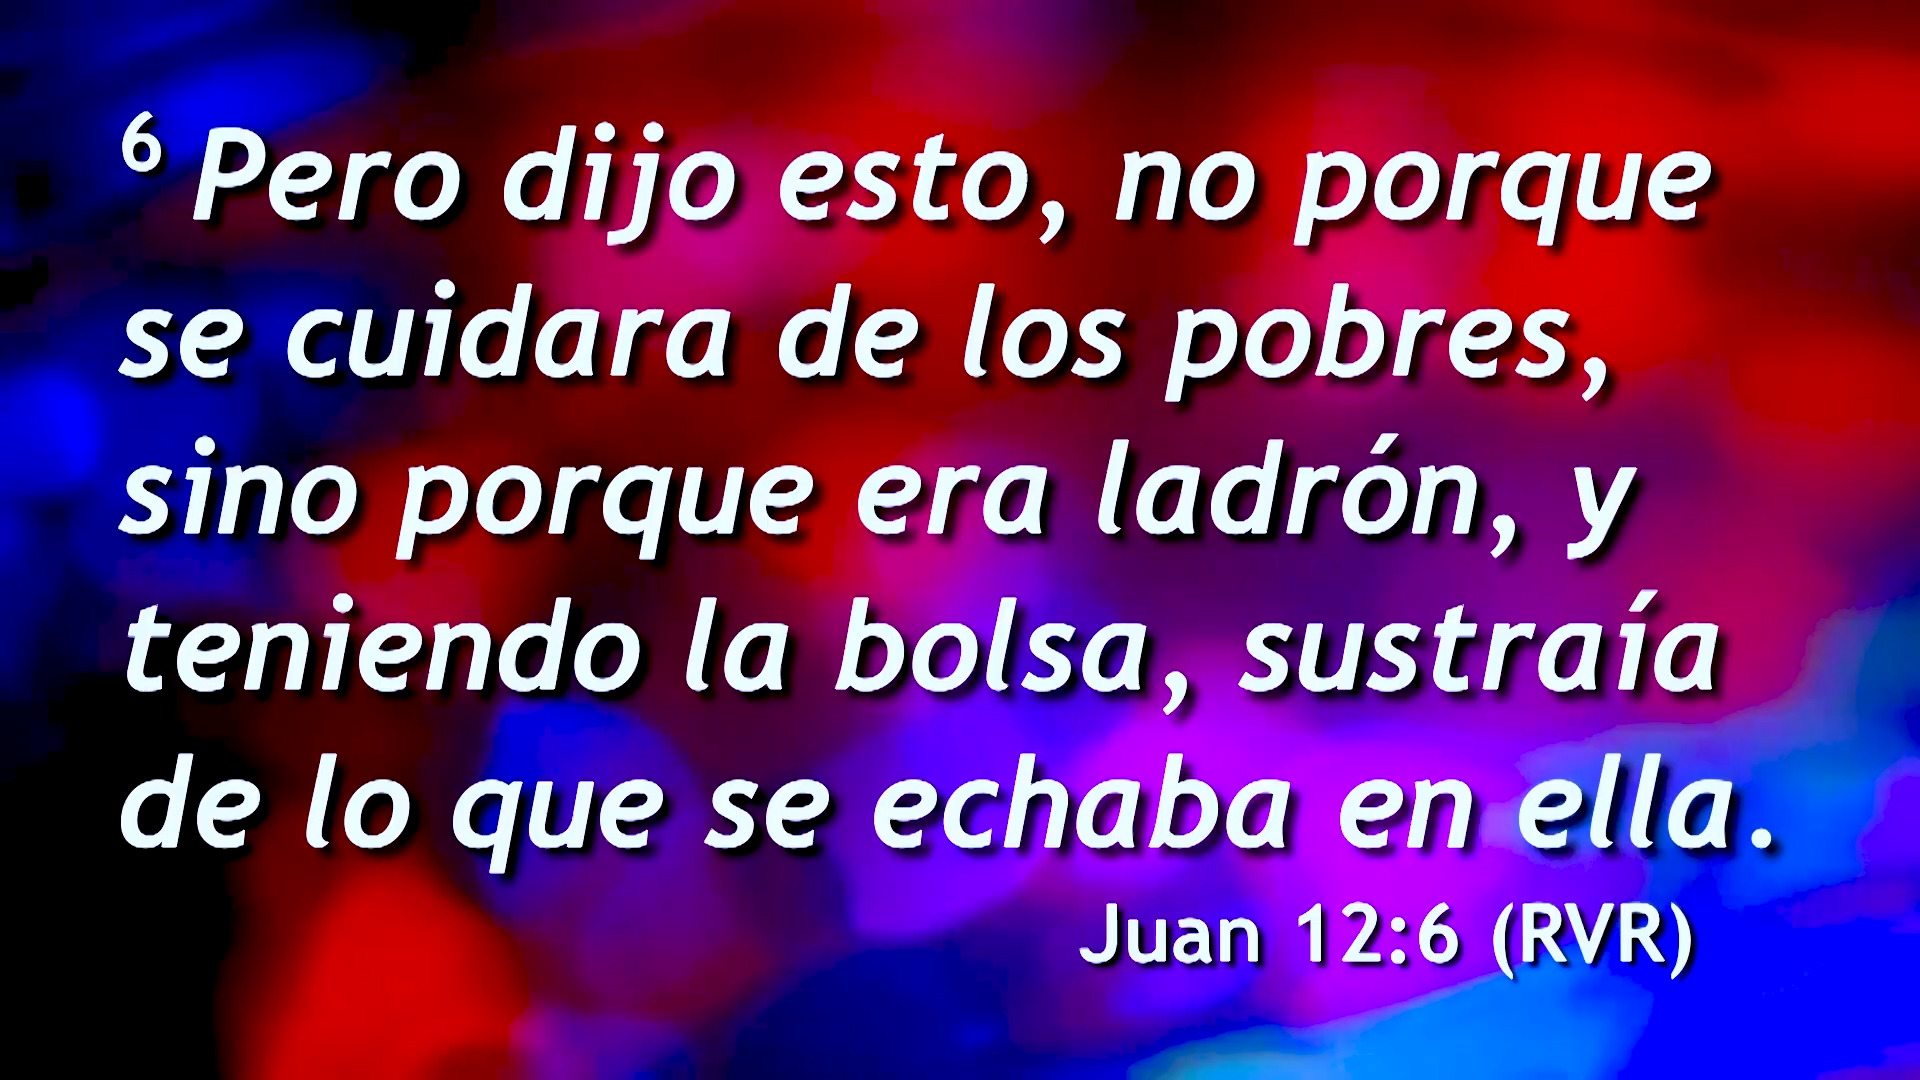 6 Pero dijo esto, no porque
se cuidara de los pobres,
sino porque era ladrón, y
teniendo la bolsa, sustraía
de lo que se echaba en ella.
Juan 12:6 (RVR)